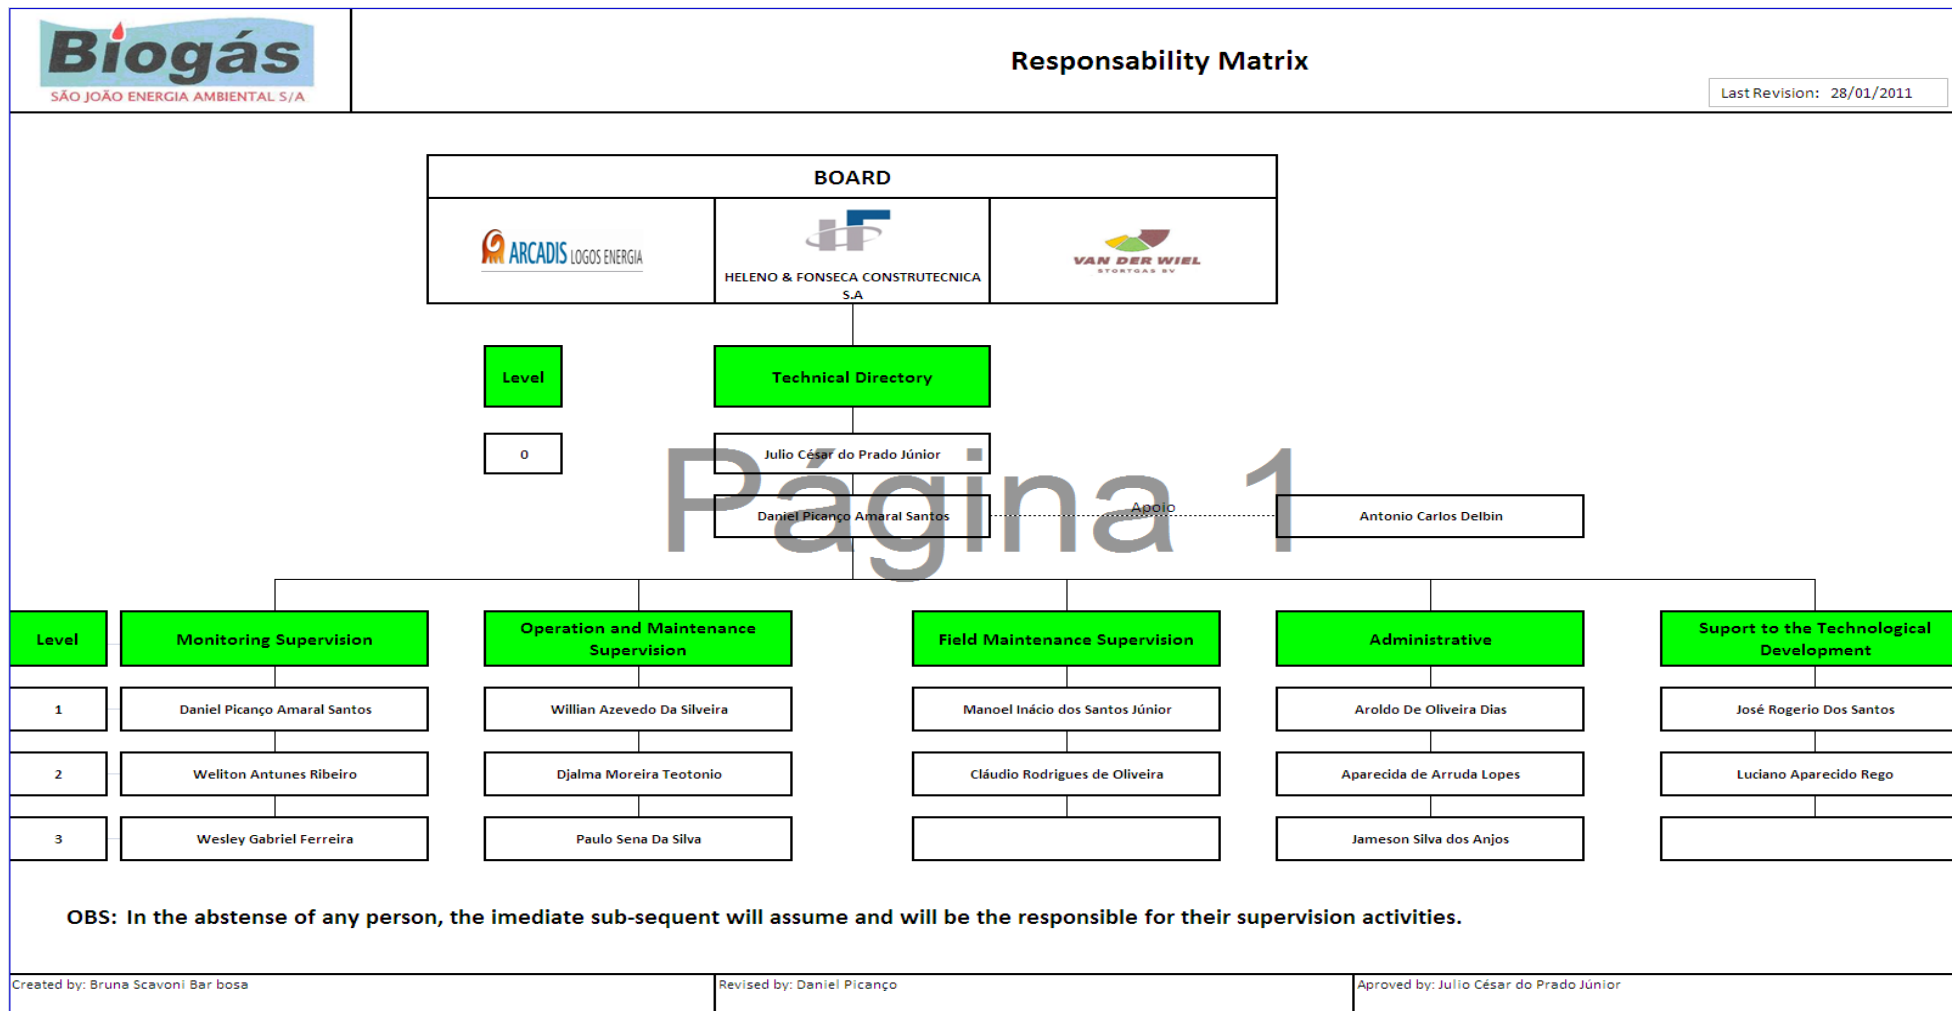 Biogás
SÃO JOÃO ENERGIA AMBIENTAL S/A
Responsability Matrix
Last Revision: 28/01/2011
BOARD
ARCADIS LOGOS ENERGIA
HF
HELENO & FONSECA CONSTRUTECNICA
S.A
VAN DER WIEL
STORTGAS BV
Level
Technical Directory
0
Julio César do Prado Júnior
Página 1
Daniel Picanço Amaral Santos
Apoio
Antonio Carlos Delbin
Level
Monitoring Supervision
Operation and Maintenance
Supervision
Field Maintenance Supervision
Administrative
Suport to the Technological
Development
1
Daniel Picanço Amaral Santos
Willian Azevedo Da Silveira
Manoel Inácio dos Santos Júnior
Aroldo De Oliveira Dias
José Rogerio Dos Santos
2
Weliton Antunes Ribeiro
Djalma Moreira Teotonio
Cláudio Rodrigues de Oliveira
Aparecida de Arruda Lopes
Luciano Aparecido Rego
3
Wesley Gabriel Ferreira
Paulo Sena Da Silva
Jameson Silva dos Anjos
OBS: In the abstense of any person, the imediate sub-sequent will assume and will be the responsible for their supervision activities.
Created by: Bruna Scavoni Bar bosa
Revised by: Daniel Picanço
Aproved by: Julio César do Prado Júnior